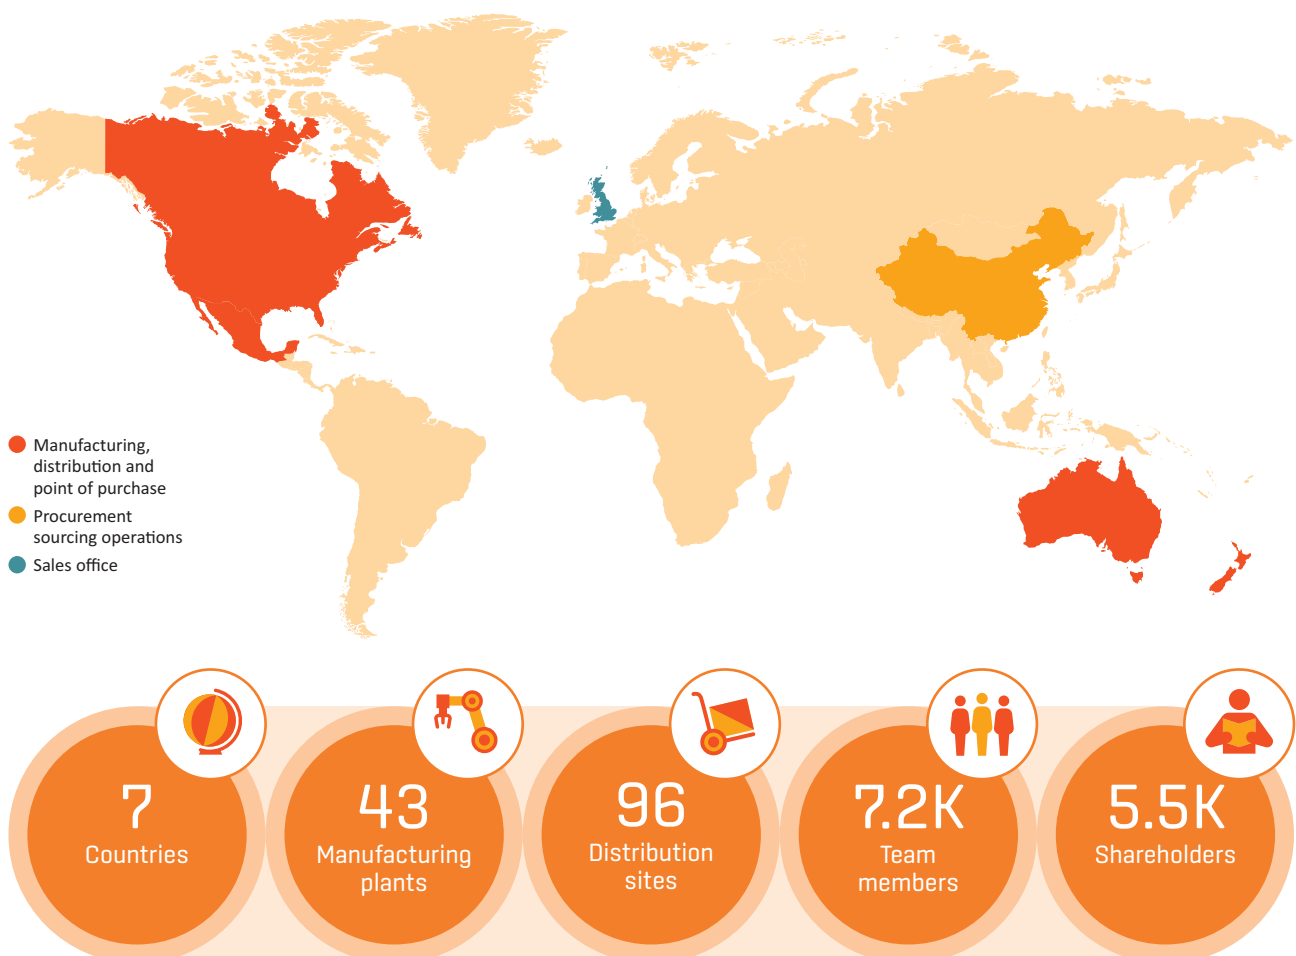 Manufacturing,
distribution and
point of purchase
Procurement
sourcing operations
Sales office
7
Countries
43
Manufacturing
plants
96
Distribution
sites
7.2K
Team
members
5.5K
Shareholders